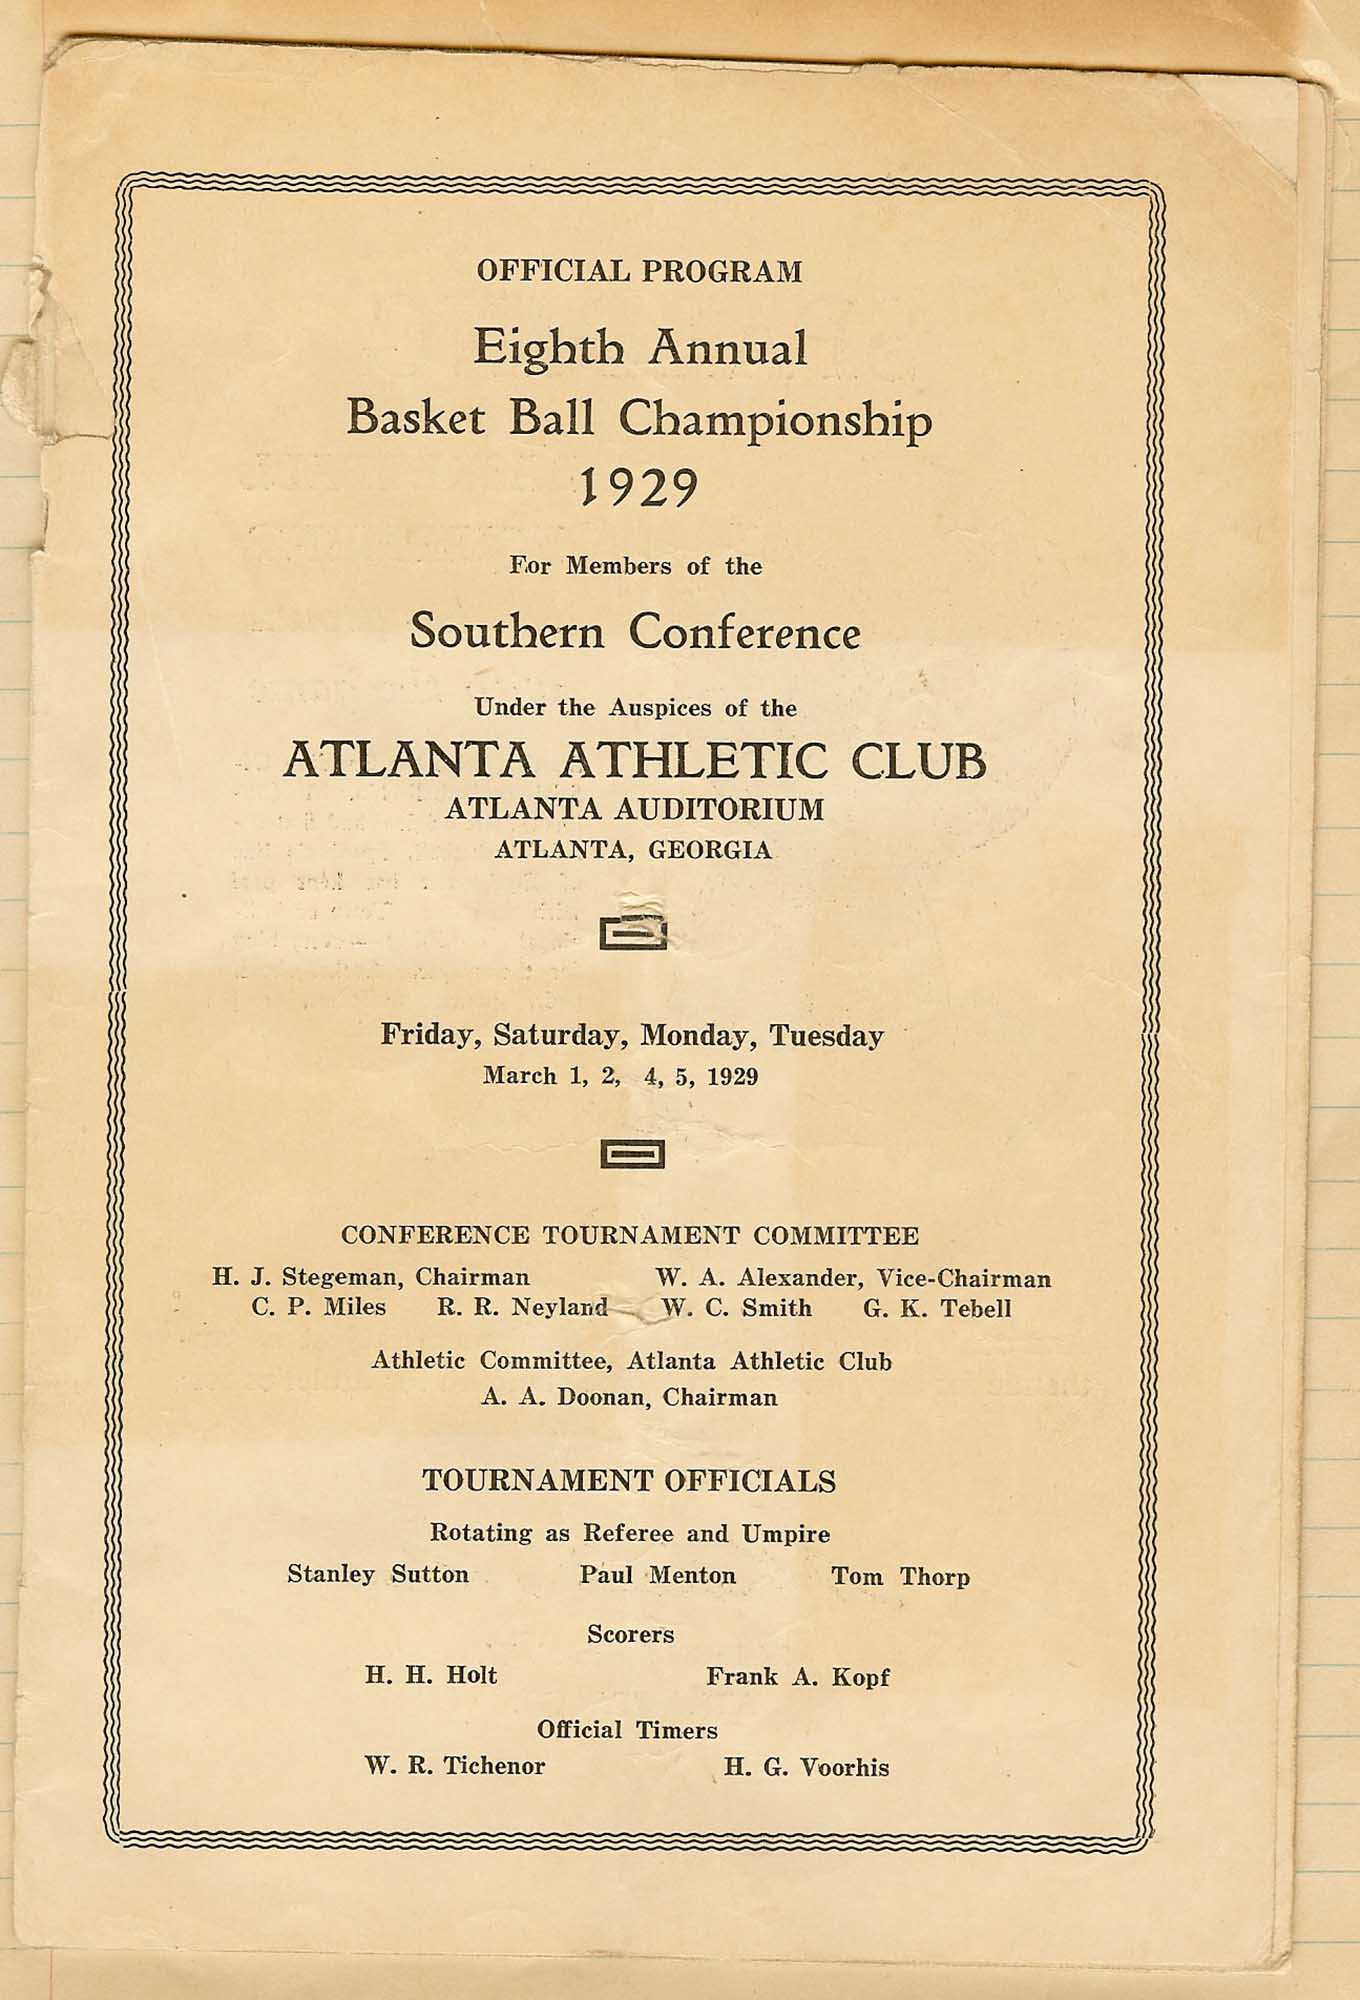 OFFICIAL PROGRAM
Eighth Annual
Basket Ball Championship
1929
For Members of the
Southern Conference
Under the Auspices of the
ATLANTA ATHLETIC CLUB
ATLANTA AUDITORIUM
ATLANTA, GEORGIA
Friday, Saturday, Monday, Tuesday
March 1, 2, 4, 5, 1929
CONFERENCE TOURNAMENT COMMITTEE
H. J. Stegeman, Chairman W. A. Alexander, Vice-Chairman
C. P. Miles R. R. Neyland W. C. Smith G. K. Tebell
Athletic Committee, Atlanta Athletic Club
A. A. Doonan, Chairman
TOURNAMENT OFFICIALS
Rotating as Referee and Umpire
Stanley Sutton Paul Menton Tom Thorp
Scorers
H. H. Holt Frank A. Kopf
Official Timers
W. R. Tichenor H. G. Voorhis